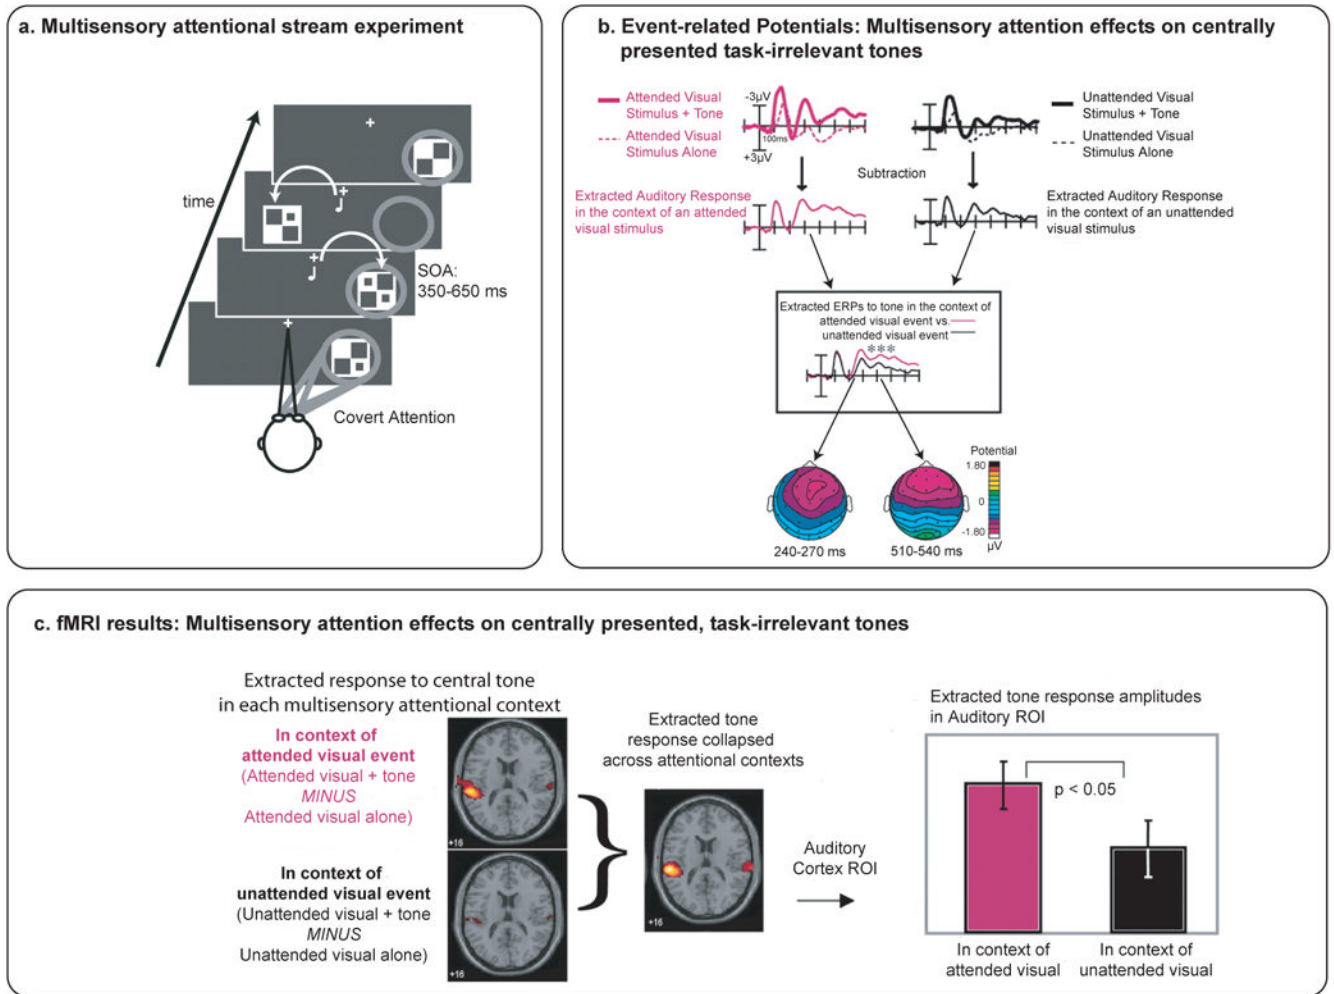 a. Multisensory attentional stream experiment
time
SOA:
350-650 ms
Covert Attention
b. Event-related Potentials: Multisensory attention effects on centrally
presented task-irrelevant tones
Attended Visual
Stimulus + Tone
Attended Visual
Stimulus Alone
-3µV
100ms
+3µV
Unattended Visual
Stimulus + Tone
Unattended Visual
Stimulus Alone
Subtraction
Extracted Auditory Response
in the context of an attended
visual stimulus
Extracted Auditory Response
in the context of an unattended
visual stimulus
Extracted ERPs to tone in the context of
attended visual event vs.
unattended visual event
***
Potential
1.80
0
-1.80
µV
240-270 ms
510-540 ms
c. fMRI results: Multisensory attention effects on centrally presented, task-irrelevant tones
Extracted response to central tone
in each multisensory attentional context
In context of
attended visual event
(Attended visual + tone
MINUS
Attended visual alone)
+16
In context of
unattended visual event
(Unattended visual + tone
MINUS
Unattended visual alone)
+16
Extracted tone
response collapsed
across attentional contexts
+16
Auditory
Cortex ROI
Extracted tone response amplitudes
in Auditory ROI
p < 0.05
In context of
attended visual
In context of
unattended visual